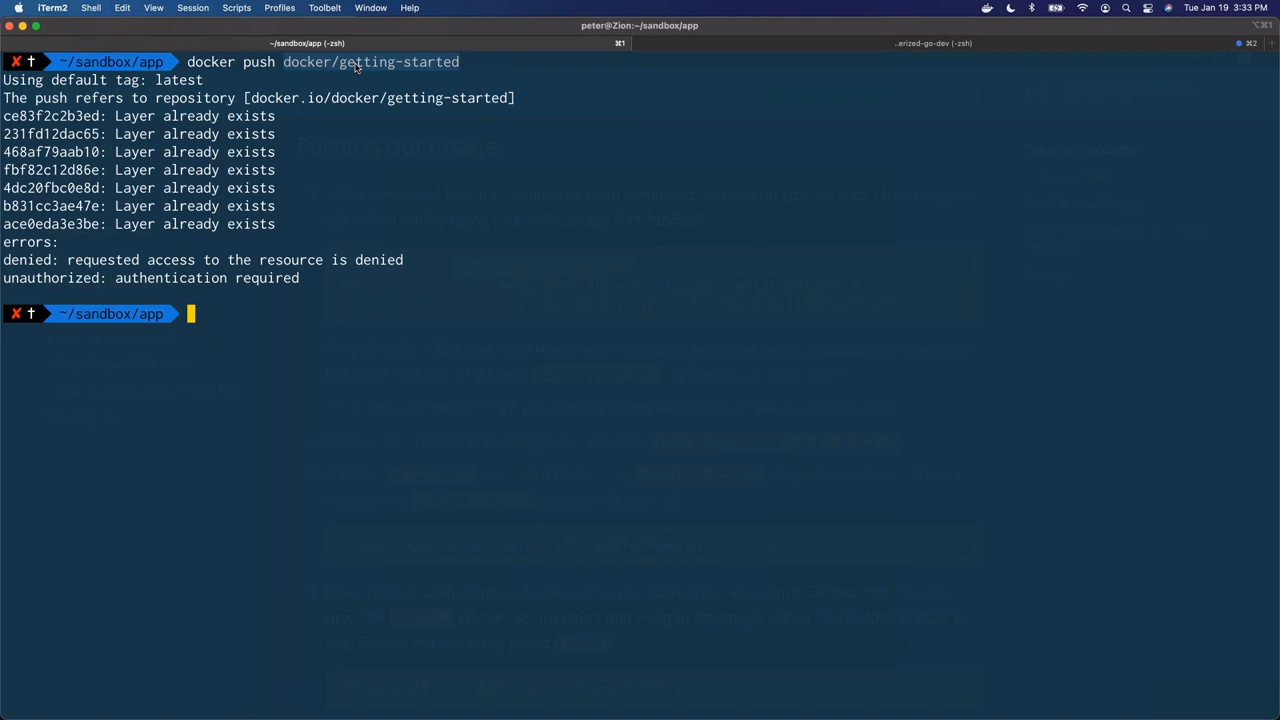 iTerm2 Shell Edit View Session Scripts Profiles Toolbelt Window Help Tue Jan 19 3:33 PM
peter@Zion:~/sandbox/app ⌥⌘1
~/sandbox/app (-zsh) ⌘1 ..erized-go-dev (-zsh) ⌘2
✘ † ~/sandbox/app docker push docker/getting-started
Using default tag: latest
The push refers to repository [docker.io/docker/getting-started]
ce83f2c2b3ed: Layer already exists
231fd12dac65: Layer already exists
468af79aab10: Layer already exists
fbf82c12d86e: Layer already exists
4dc20fbc0e8d: Layer already exists
b831cc3ae47e: Layer already exists
ace0eda3e3be: Layer already exists
errors:
denied: requested access to the resource is denied
unauthorized: authentication required
✘ † ~/sandbox/app
Pushing our Image